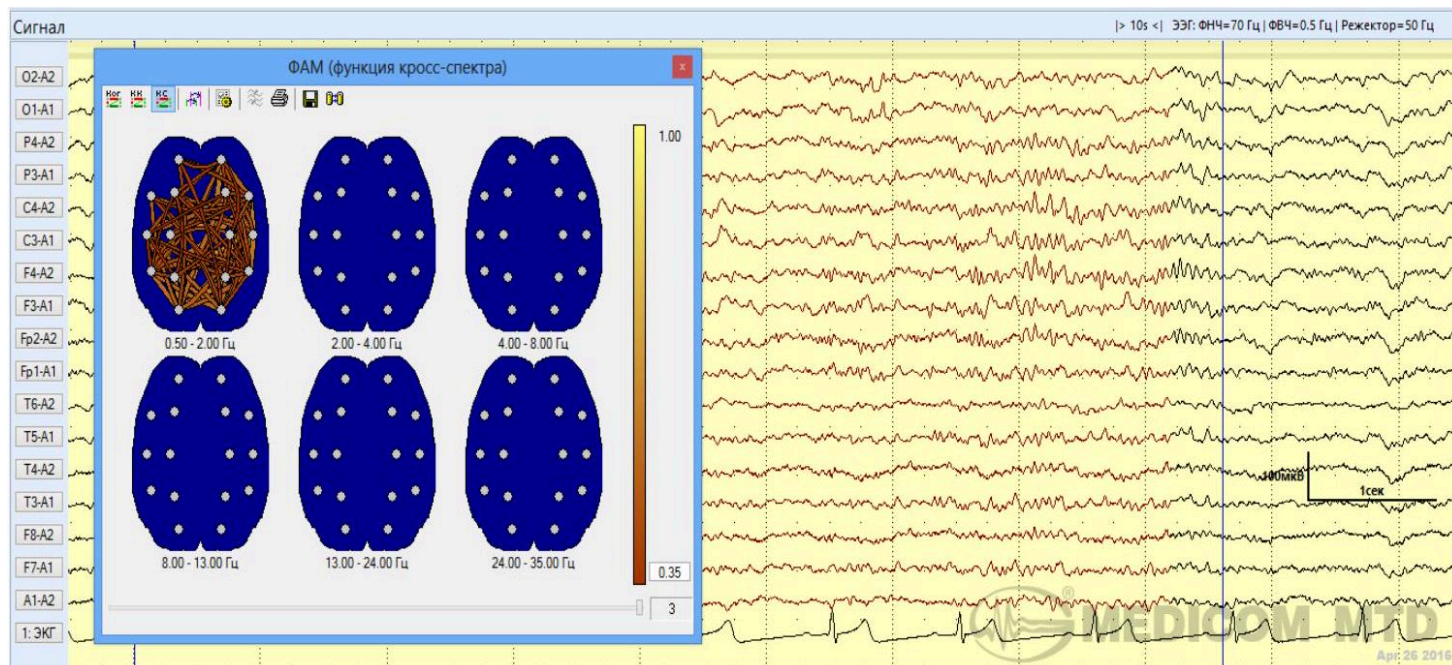 Сигнал
|> 10s <| ЭЭГ: ФНЧ=70 Гц | ФВЧ=0.5 Гц | Режектор=50 Гц
ФАМ (функция кросс-спектра)
x
Ког КК КС
O2-A2
O1-A1
P4-A2
P3-A1
C4-A2
C3-A1
F4-A2
F3-A1
Fp2-A2
Fp1-A1
T6-A2
T5-A1
T4-A2
T3-A1
F8-A2
F7-A1
A1-A2
1: ЭКГ
1.00
0.50 - 2.00 Гц
2.00 - 4.00 Гц
4.00 - 8.00 Гц
8.00 - 13.00 Гц
13.00 - 24.00 Гц
24.00 - 35.00 Гц
0.35
3
100мкВ
1сек
MEDICOM MTD
Apr 26 2016